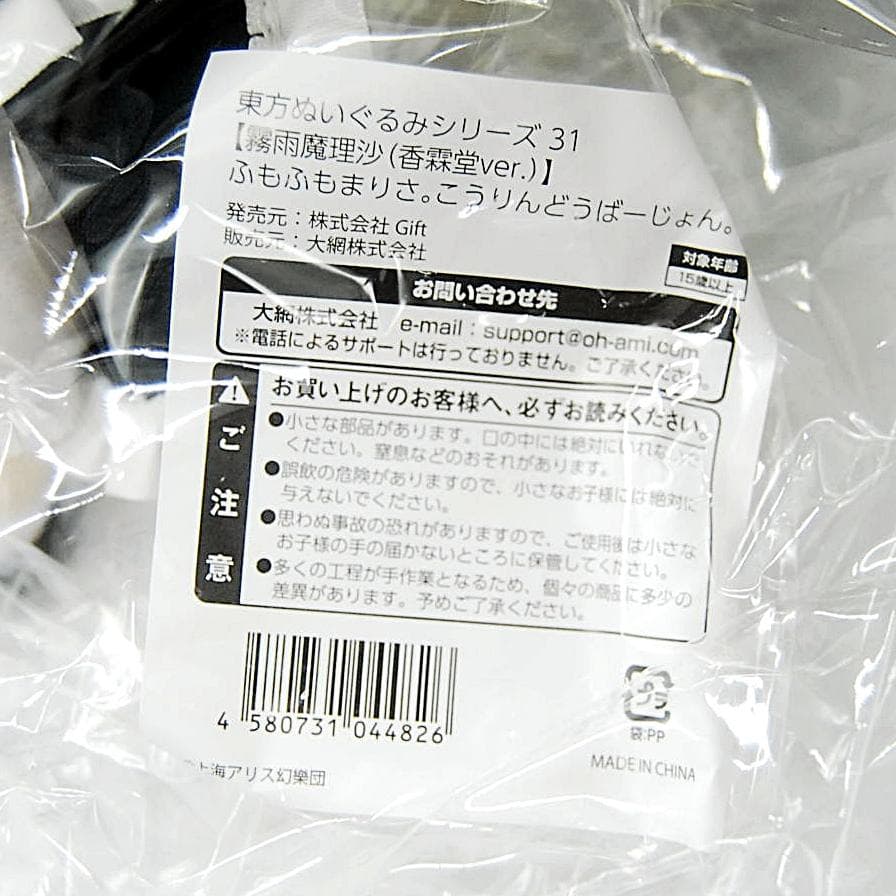 東方ぬいぐるみシリーズ 31
【霧雨魔理沙(香霖堂ver.)】
ふもふもまりさ。こうりんどうばーじょん。
発売元：株式会社 Gift
販売元：大網株式会社
対象年齢
15歳以上
お問い合わせ先
大網株式会社 e-mail : support@oh-ami.com
※電話によるサポートは行っておりません。ご了承ください。
ご注意
お買い上げのお客様へ、必ずお読みください。
●小さな部品があります。口の中には絶対にいれないで
ください。窒息などのおそれがあります。
●誤飲の危険がありますので、小さなお子様には絶対に
与えないでください。
●思わぬ事故の恐れがありますので、ご使用後は小さな
お子様の手の届かないところに保管してください。
●多くの工程が手作業となるため、個々の商品に多少の
差異があります。予めご了承ください。
4 580731 044826
プラ
袋:PP
MADE IN CHINA
上海アリス幻樂団